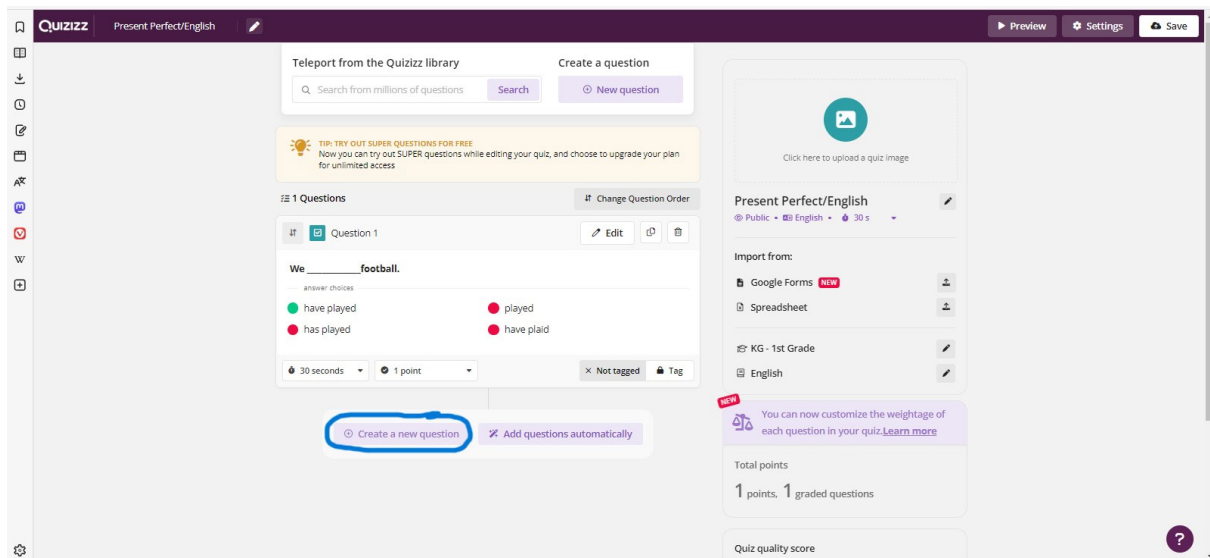 QUIZIZZ
Present Perfect/English
Preview
Settings
Save
Teleport from the Quizizz library
Search from millions of questions
Search
Create a question
New question
TIP: TRY OUT SUPER QUESTIONS FOR FREE
Now you can try out SUPER questions while editing your quiz, and choose to upgrade your plan
for unlimited access
1 Questions
Change Question Order
Question 1
Edit
We ____________football.
answer choices
have played
played
has played
have plaid
30 seconds
1 point
Not tagged
Tag
Create a new question
Add questions automatically
Click here to upload a quiz image
Present Perfect/English
Public • English • 30 s
Import from:
Google Forms NEW
Spreadsheet
KG - 1st Grade
English
NEW
You can now customize the weightage of
each question in your quiz.Learn more
Total points
1 points, 1 graded questions
Quiz quality score
?
W